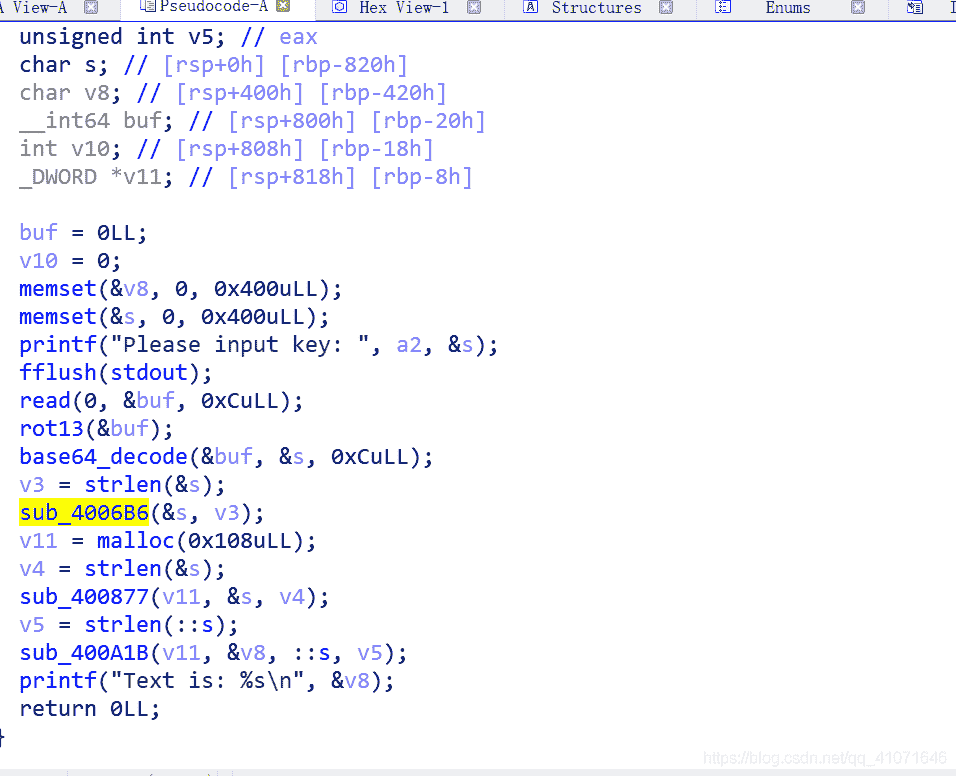 A View-A Pseudocode-A Hex View-1 Structures Enums
unsigned int v5; // eax
char s; // [rsp+0h] [rbp-820h]
char v8; // [rsp+400h] [rbp-420h]
__int64 buf; // [rsp+800h] [rbp-20h]
int v10; // [rsp+808h] [rbp-18h]
_DWORD *v11; // [rsp+818h] [rbp-8h]
buf = 0LL;
v10 = 0;
memset(&v8, 0, 0x400uLL);
memset(&s, 0, 0x400uLL);
printf("Please input key: ", a2, &s);
fflush(stdout);
read(0, &buf, 0xCuLL);
rot13(&buf);
base64_decode(&buf, &s, 0xCuLL);
v3 = strlen(&s);
sub_4006B6(&s, v3);
v11 = malloc(0x108uLL);
v4 = strlen(&s);
sub_400877(v11, &s, v4);
v5 = strlen(::s);
sub_400A1B(v11, &v8, ::s, v5);
printf("Text is: %s\n", &v8);
return 0LL;
}
https://blog.csdn.net/qq_41071646